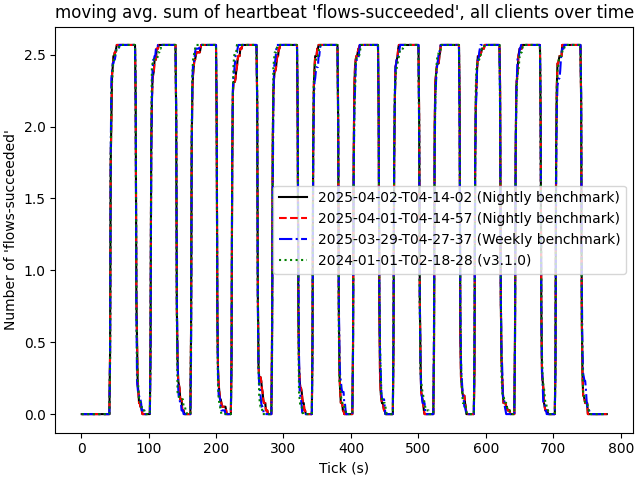 moving avg. sum of heartbeat 'flows-succeeded', all clients over time
Number of 'flows-succeeded'
2.5
2.0
1.5
1.0
0.5
0.0
2025-04-02-T04-14-02 (Nightly benchmark)
2025-04-01-T04-14-57 (Nightly benchmark)
2025-03-29-T04-27-37 (Weekly benchmark)
2024-01-01-T02-18-28 (v3.1.0)
0 100 200 300 400 500 600 700 800
Tick (s)